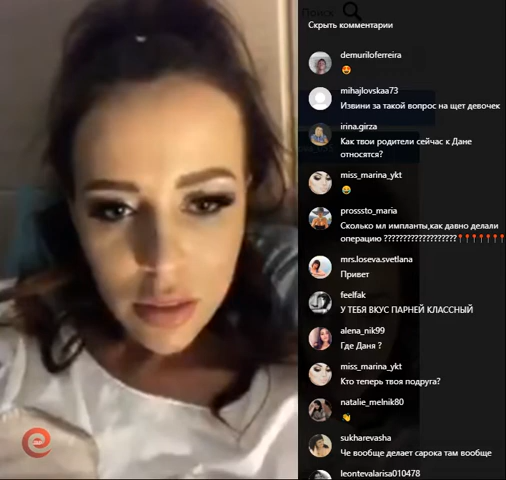 Поиск
Скрыть комментарии
demuriloferreira
mihajlovskaa73
Извини за такой вопрос на щет девочек
irina.girza
Как твои родители сейчас к Дане
относятся?
miss_marina_ykt
prosssto_maria
Сколько мл импланты,как давно делали
операцию ???????????????????
mrs.loseva.svetlana
Привет
feelfak
У ТЕБЯ ВКУС ПАРНЕЙ КЛАССНЫЙ
alena_nik99
Где Даня ?
miss_marina_ykt
Кто теперь твоя подруга?
natalie_melnik80
sukharevasha
Че вообще делает сарока там вообще
leontevalarisa010478